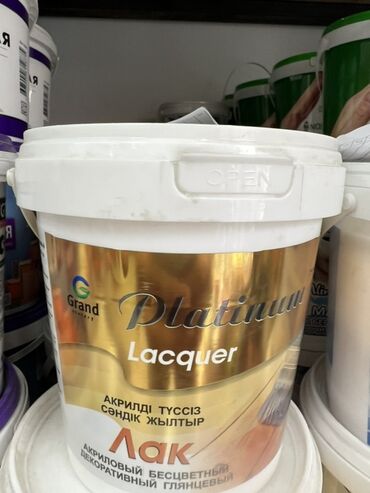 OPEN
Grand
Platinum
Lacquer
АКРИЛДІ ТҮССІЗ
СӘНДІК ЖЫЛТЫР
Лак
АКРИЛОВЫЙ БЕСЦВЕТНЫЙ
ДЕКОРАТИВНЫЙ ГЛЯНЦЕВЫЙ